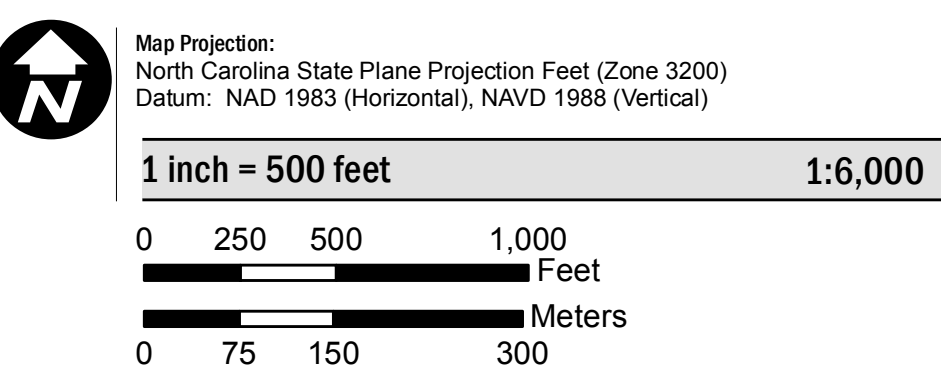 N
Map Projection:
North Carolina State Plane Projection Feet (Zone 3200)
Datum: NAD 1983 (Horizontal), NAVD 1988 (Vertical)
1 inch = 500 feet 1:6,000
0 250 500 1,000
Feet
Meters
0 75 150 300